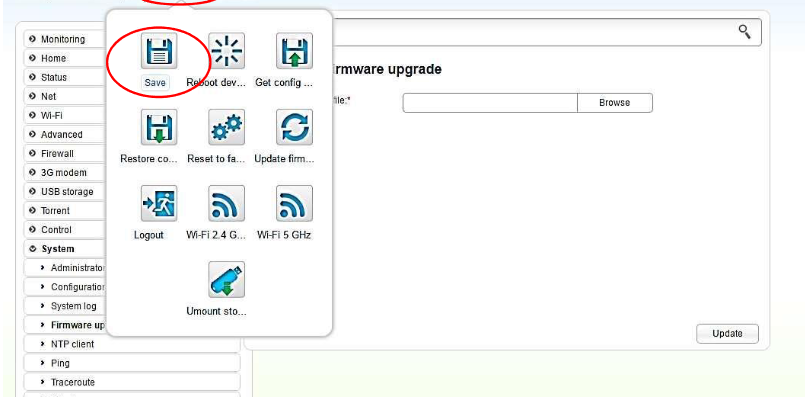 Monitoring
Home
Status
Net
Wi-Fi
Advanced
Firewall
3G modem
USB storage
Torrent
Control
System
Administrato
Configuration
System log
Firmware up
NTP client
Ping
Traceroute
Save
Reboot dev...
Get config ...
Restore co...
Reset to fa...
Update firm...
Logout
Wi-Fi 2.4 G...
Wi-Fi 5 GHz
Umount sto...
rmware upgrade
file:*
Browse
Update